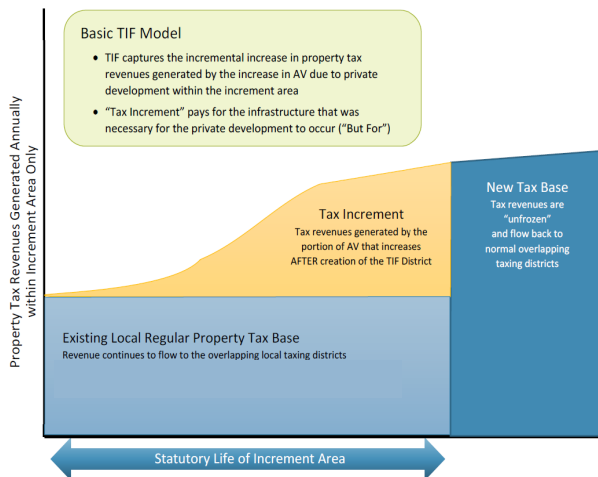 Basic TIF Model
• TIF captures the incremental increase in property tax
revenues generated by the increase in AV due to private
development within the increment area
• “Tax Increment” pays for the infrastructure that was
necessary for the private development to occur (“But For”)
Property Tax Revenues Generated Annually
within Increment Area Only
New Tax Base
Tax revenues are
“unfrozen”
and flow back to
normal overlapping
taxing districts
Tax Increment
Tax revenues generated by the
portion of AV that increases
AFTER creation of the TIF District
Existing Local Regular Property Tax Base
Revenue continues to flow to the overlapping local taxing districts
Statutory Life of Increment Area